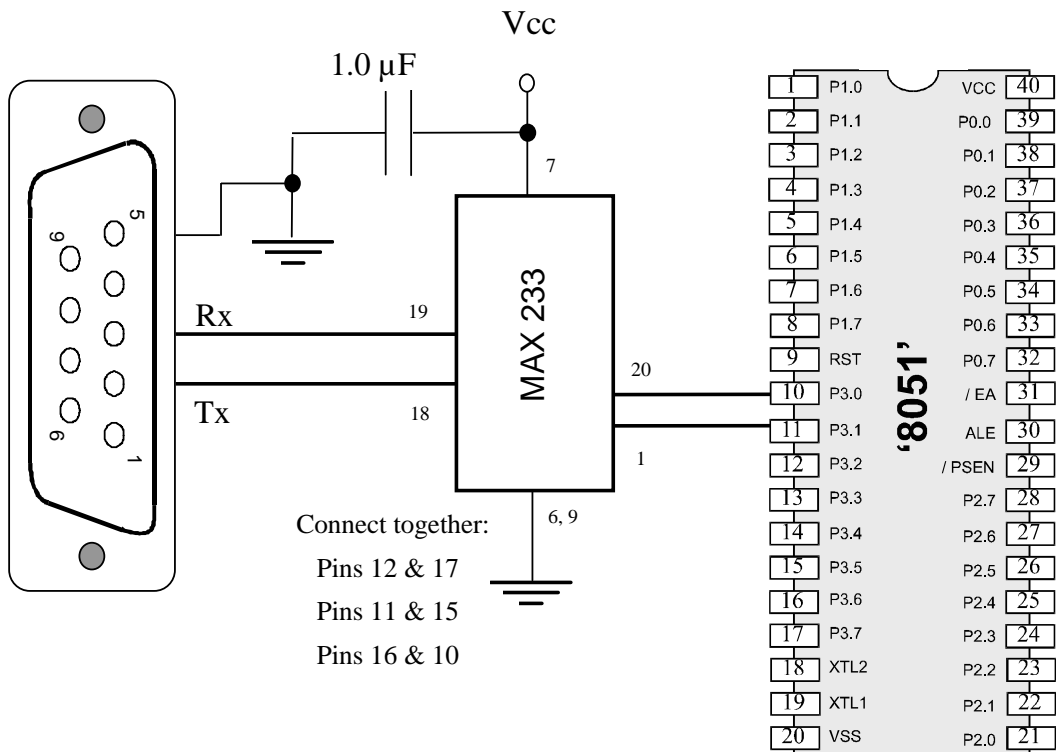 Vcc
1.0 µF
7
5
9
6
1
Rx
19
Tx
18
MAX 233
20
1
6, 9
Connect together:
Pins 12 & 17
Pins 11 & 15
Pins 16 & 10
'8051'
1 P1.0 VCC 40
2 P1.1 P0.0 39
3 P1.2 P0.1 38
4 P1.3 P0.2 37
5 P1.4 P0.3 36
6 P1.5 P0.4 35
7 P1.6 P0.5 34
8 P1.7 P0.6 33
9 RST P0.7 32
10 P3.0 / EA 31
11 P3.1 ALE 30
12 P3.2 / PSEN 29
13 P3.3 P2.7 28
14 P3.4 P2.6 27
15 P3.5 P2.5 26
16 P3.6 P2.4 25
17 P3.7 P2.3 24
18 XTL2 P2.2 23
19 XTL1 P2.1 22
20 VSS P2.0 21